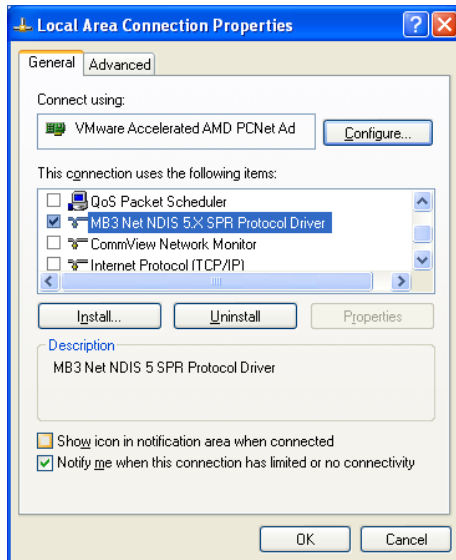 Local Area Connection Properties
General Advanced
Connect using:
VMware Accelerated AMD PCNet Ad
Configure...
This connection uses the following items:
QoS Packet Scheduler
MB3 Net NDIS 5.X SPR Protocol Driver
CommView Network Monitor
Internet Protocol (TCP/IP)
Install... Uninstall Properties
Description
MB3 Net NDIS 5 SPR Protocol Driver
Show icon in notification area when connected
Notify me when this connection has limited or no connectivity
OK Cancel